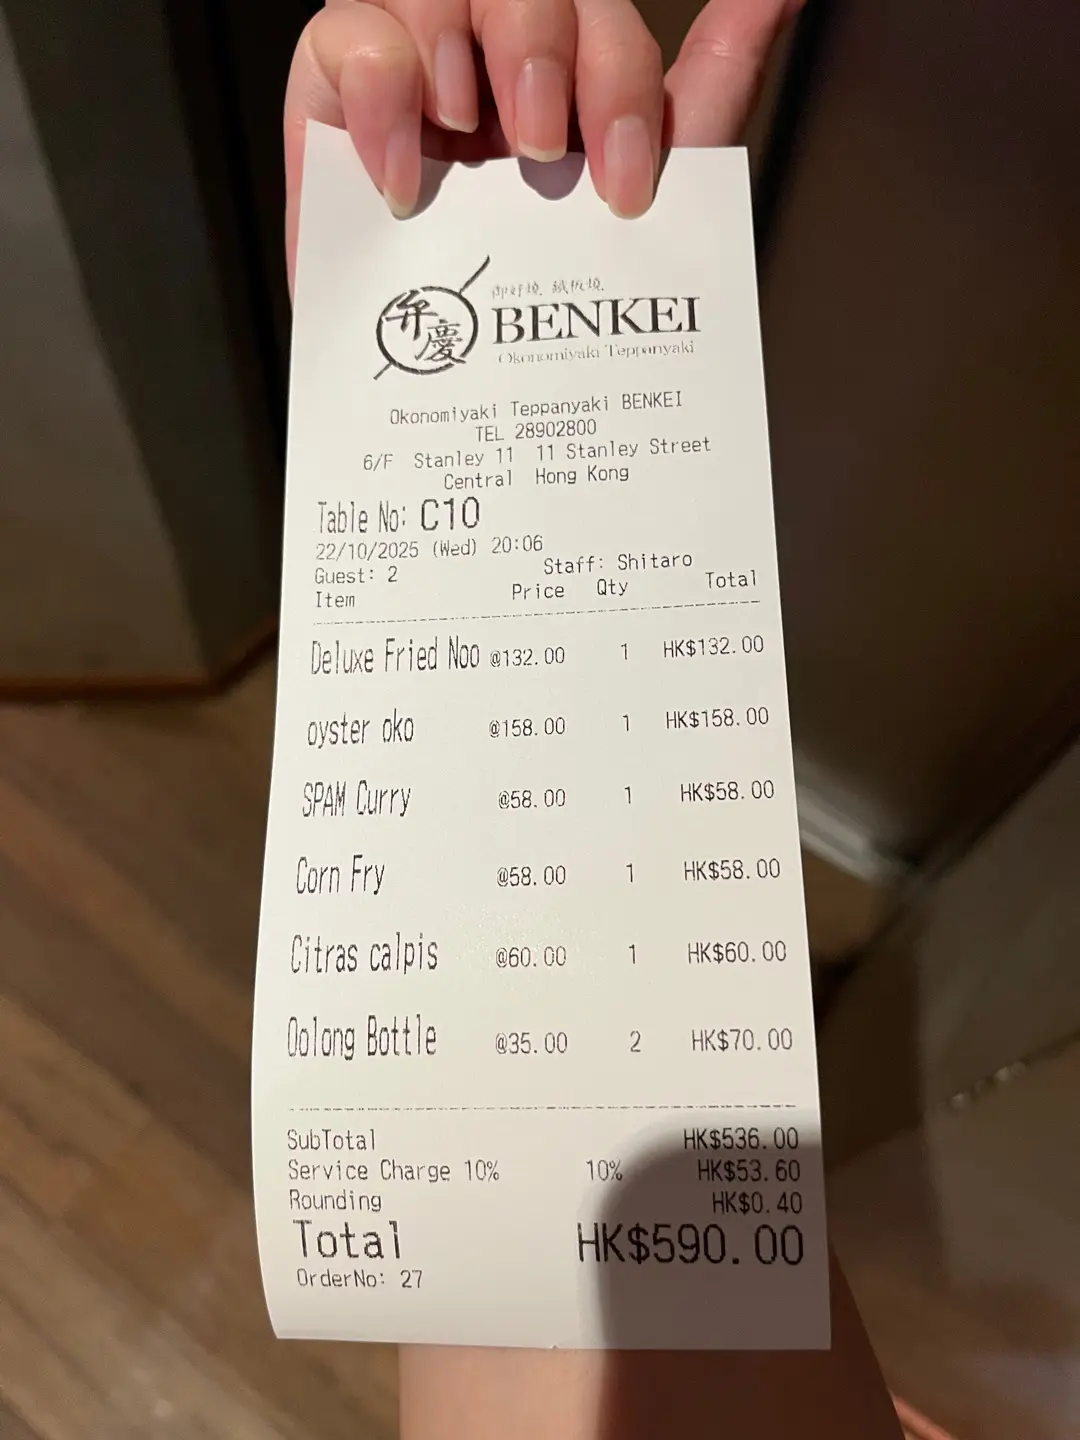 御好燒. 鐵板燒.
弁慶
BENKEI
Okonomiyaki Teppanyaki
Okonomiyaki Teppanyaki BENKEI
TEL 28902800
6/F Stanley 11 11 Stanley Street
Central Hong Kong
Table No: C10
22/10/2025 (Wed) 20:06
Guest: 2 Staff: Shitaro
Item Price Qty Total
Deluxe Fried Noo @132.00 1 HK$132.00
oyster oko @158.00 1 HK$158.00
SPAM Curry @58.00 1 HK$58.00
Corn Fry @58.00 1 HK$58.00
Citras calpis @60.00 1 HK$60.00
Oolong Bottle @35.00 2 HK$70.00
SubTotal HK$536.00
Service Charge 10% 10% HK$53.60
Rounding HK$0.40
Total HK$590.00
OrderNo: 27